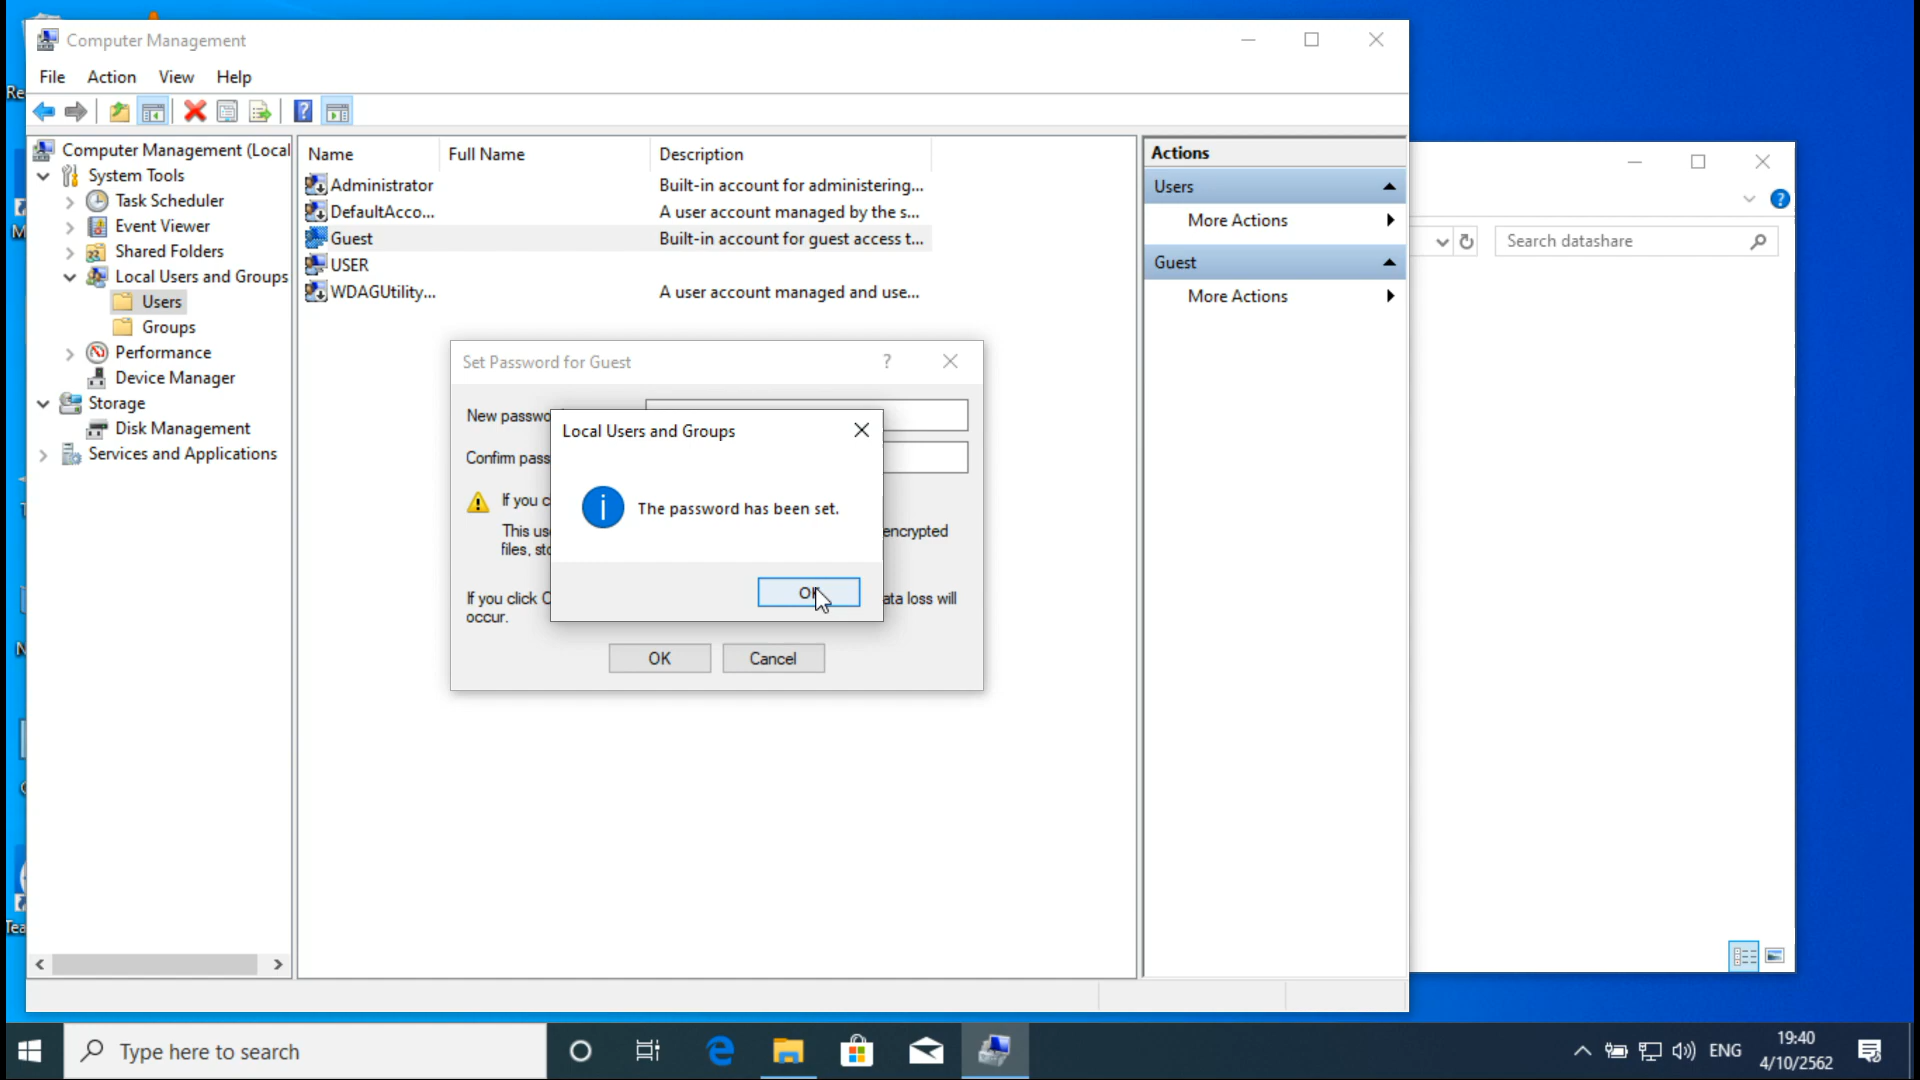 Computer Management
File Action View Help
Computer Management (Local
System Tools
Task Scheduler
Event Viewer
Shared Folders
Local Users and Groups
Users
Groups
Performance
Device Manager
Storage
Disk Management
Services and Applications
Name Full Name Description
Administrator Built-in account for administering...
DefaultAcco... A user account managed by the s...
Guest Built-in account for guest access t...
USER
WDAGUtility... A user account managed and use...
Set Password for Guest ?
New passwo
Confirm pass
If you c
This us encrypted
files, sto
If you click C ata loss will
occur.
OK Cancel
Local Users and Groups
The password has been set.
Actions
Users
More Actions
Guest
More Actions
Search datashare
Type here to search
ENG
19:40
4/10/2562